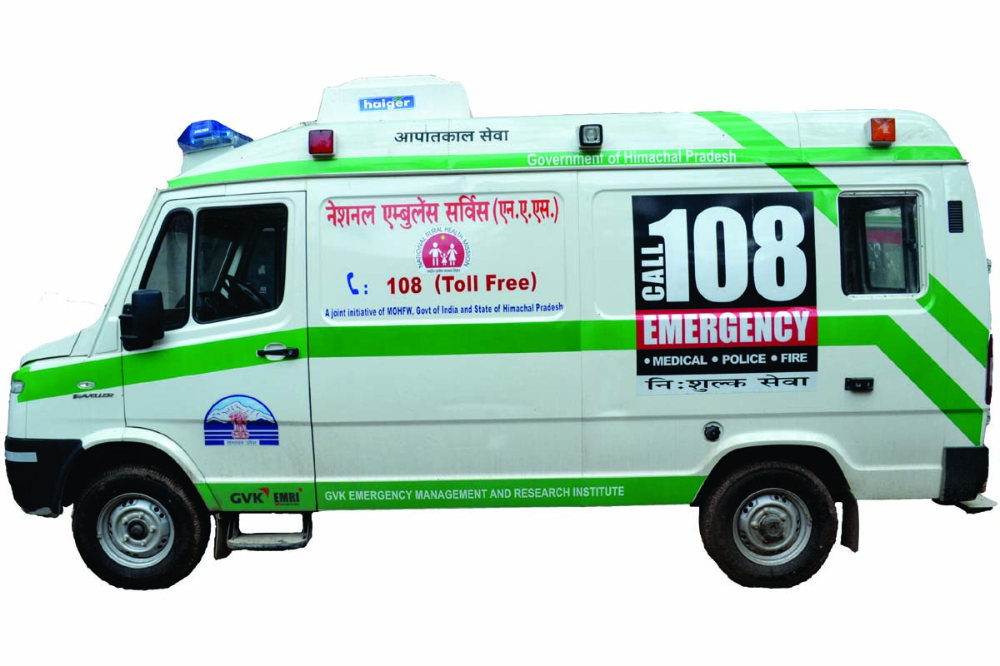 haiger
आपातकाल सेवा
Government of Himachal Pradesh
नेशनल एम्बुलेंस सर्विस (एन.ए.एस.)
NATIONAL RURAL HEALTH MISSION
: 108 (Toll Free)
A joint initiative of MOHFW, Govt of India and State of Himachal Pradesh
CALL 108
EMERGENCY
• MEDICAL • POLICE • FIRE
नि:शुल्क सेवा
TRAVELLER
हिमाचल प्रदेश
GVK EMRI
GVK EMERGENCY MANAGEMENT AND RESEARCH INSTITUTE